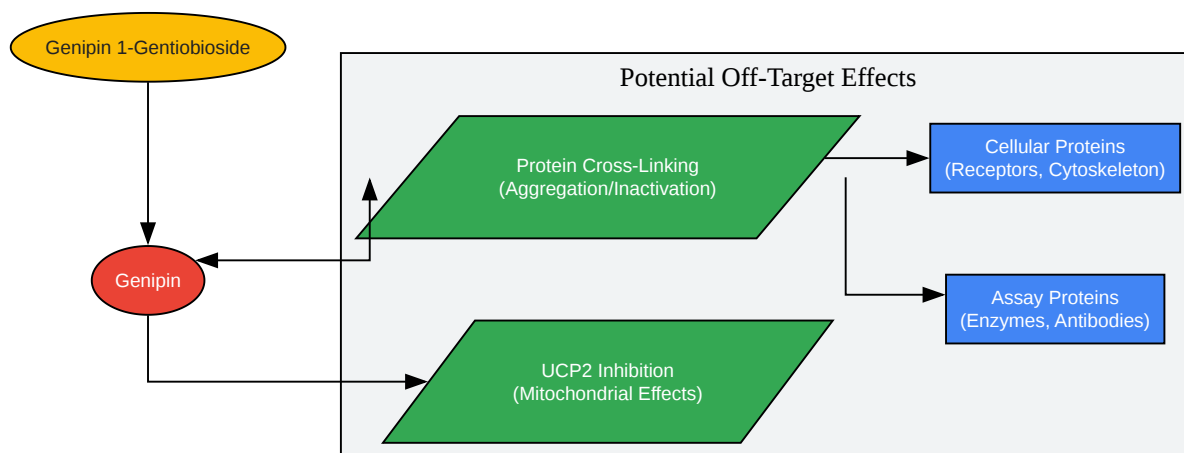 Genipin 1-Gentiobioside
Potential Off-Target Effects
Protein Cross-Linking
(Aggregation/Inactivation)
Cellular Proteins
(Receptors, Cytoskeleton)
Genipin
Assay Proteins
(Enzymes, Antibodies)
UCP2 Inhibition
(Mitochondrial Effects)